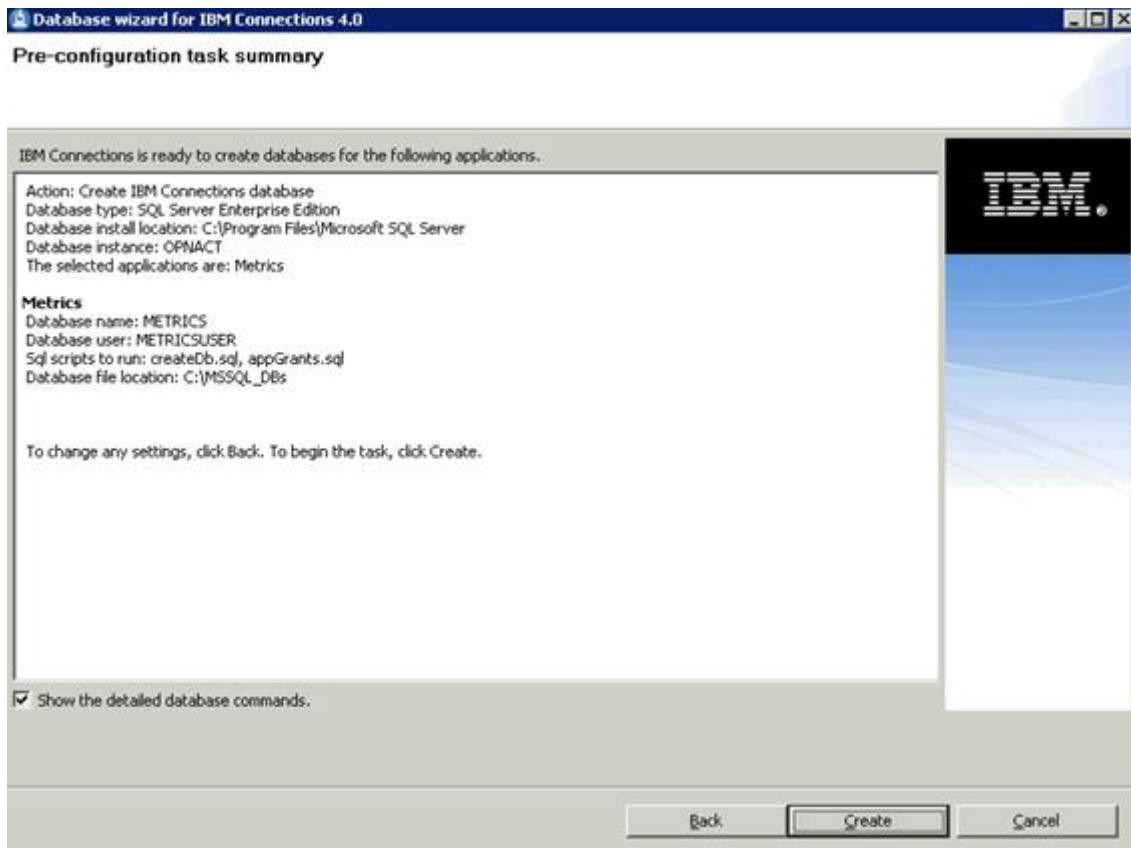 Database wizard for IBM Connections 4.0
Pre-configuration task summary
IBM Connections is ready to create databases for the following applications.
Action: Create IBM Connections database
Database type: SQL Server Enterprise Edition
Database install location: C:\Program Files\Microsoft SQL Server
Database instance: OPNACT
The selected applications are: Metrics
Metrics
Database name: METRICS
Database user: METRICSUSER
Sql scripts to run: createDb.sql, appGrants.sql
Database file location: C:\MSSQL_DBs
To change any settings, click Back. To begin the task, click Create.
IBM.
Show the detailed database commands.
Back Create Cancel